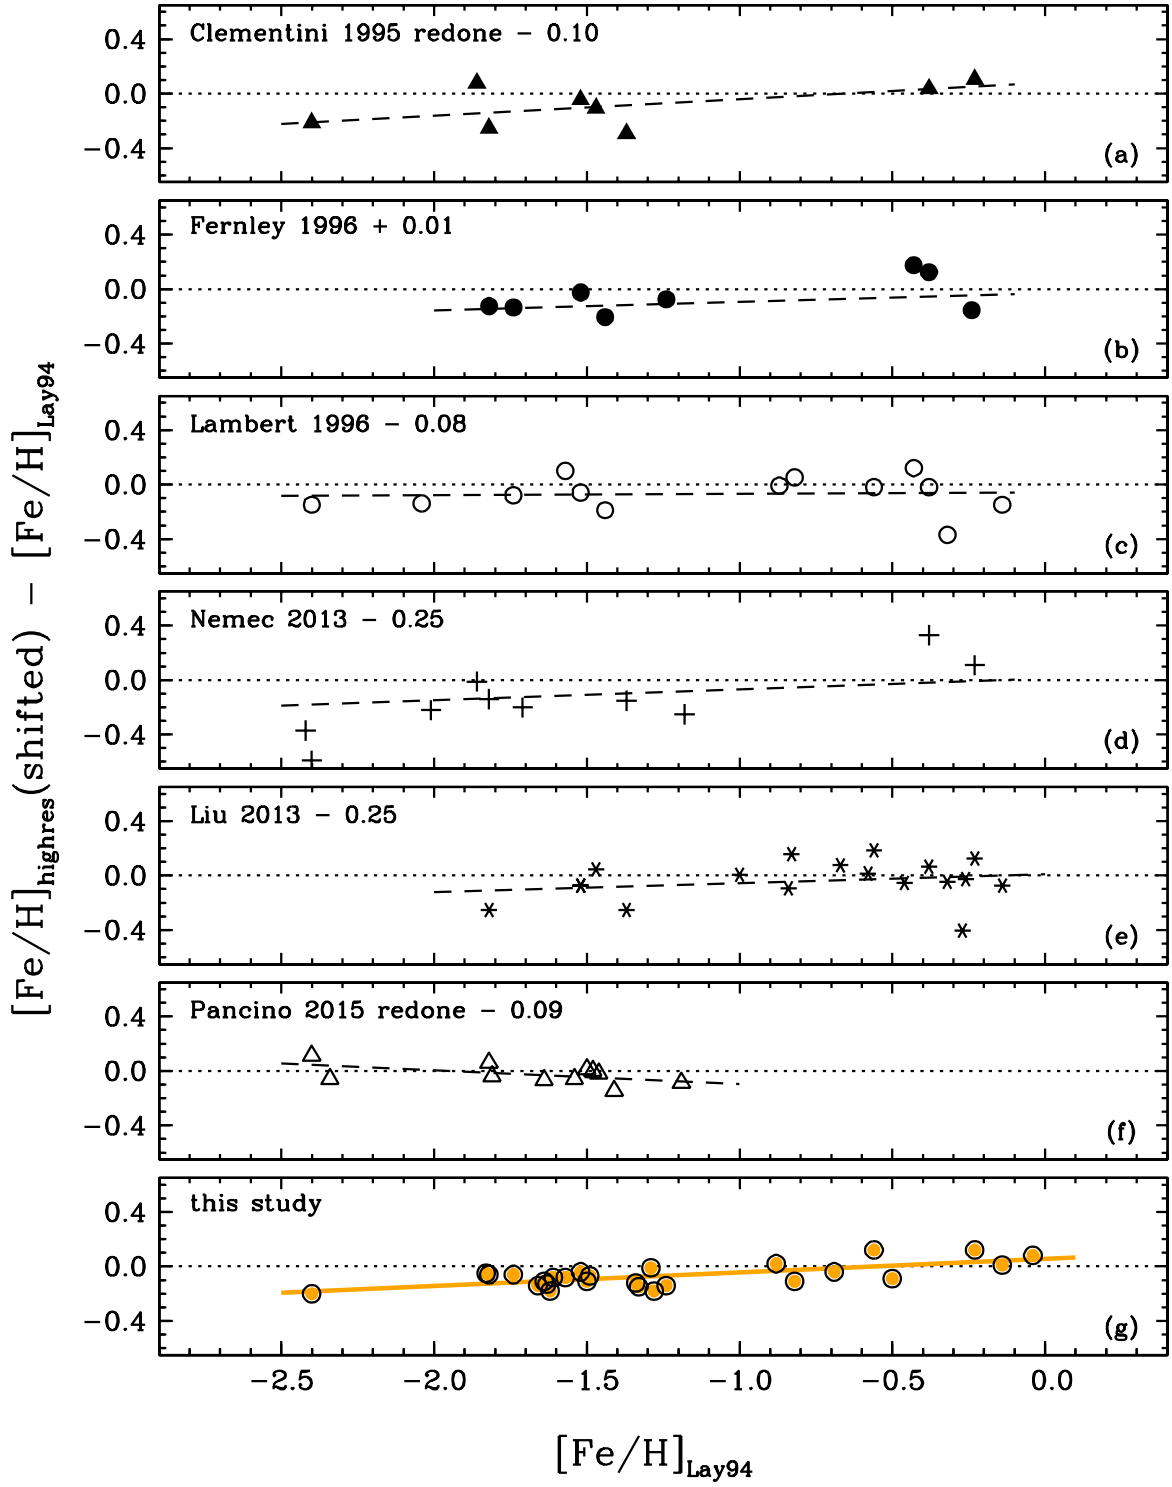 [Fe/H]highres(shifted) − [Fe/H]Lay94
Clementini 1995 redone − 0.10
0.4
0.0
−0.4
(a)
Fernley 1996 + 0.01
0.4
0.0
−0.4
(b)
Lambert 1996 − 0.08
0.4
0.0
−0.4
(c)
Nemec 2013 − 0.25
0.4
0.0
−0.4
(d)
Liu 2013 − 0.25
0.4
0.0
−0.4
(e)
Pancino 2015 redone − 0.09
0.4
0.0
−0.4
(f)
this study
0.4
0.0
−0.4
(g)
−2.5 −2.0 −1.5 −1.0 −0.5 0.0
[Fe/H]Lay94